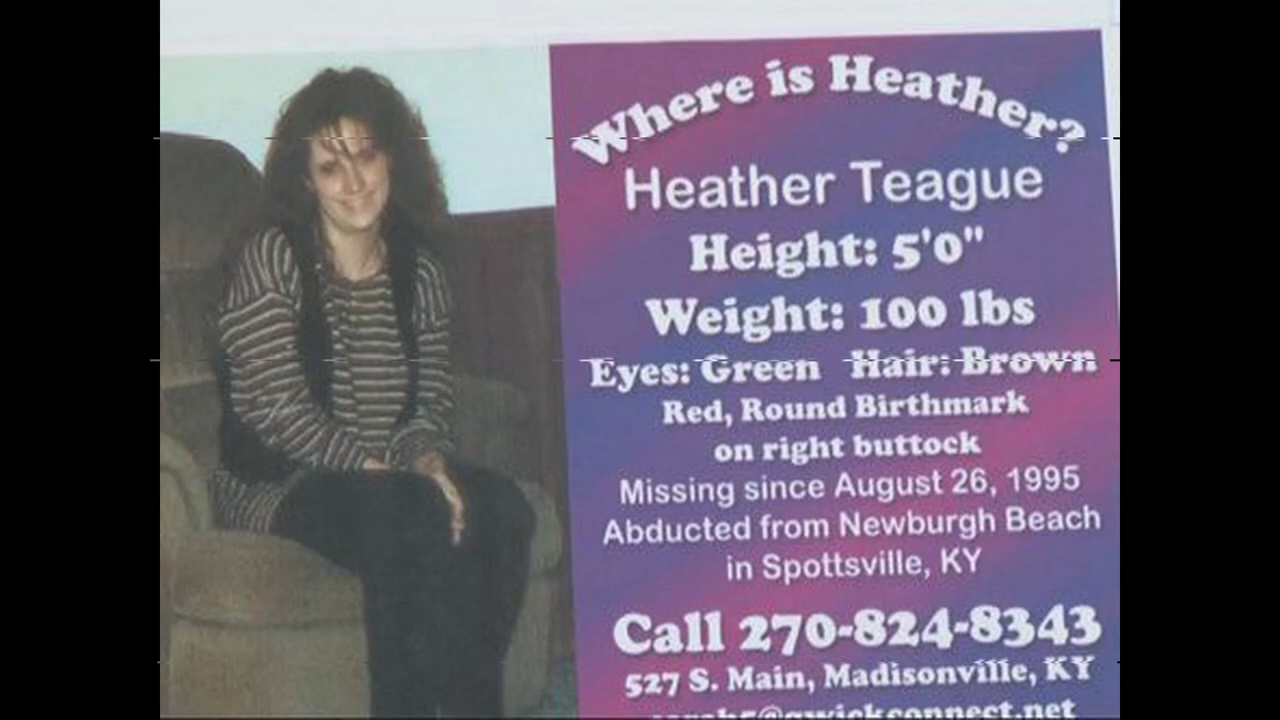 Where is Heather?
Heather Teague
Height: 5'0"
Weight: 100 lbs
Eyes: Green Hair: Brown
Red, Round Birthmark
on right buttock
Missing since August 26, 1995
Abducted from Newburgh Beach
in Spottsville, KY
Call 270-824-8343
527 S. Main, Madisonville, KY